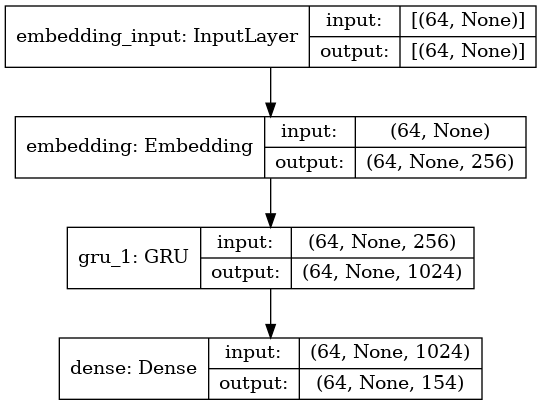 embedding_input: InputLayer
input: [(64, None)]
output: [(64, None)]
embedding: Embedding
input: (64, None)
output: (64, None, 256)
gru_1: GRU
input: (64, None, 256)
output: (64, None, 1024)
dense: Dense
input: (64, None, 1024)
output: (64, None, 154)